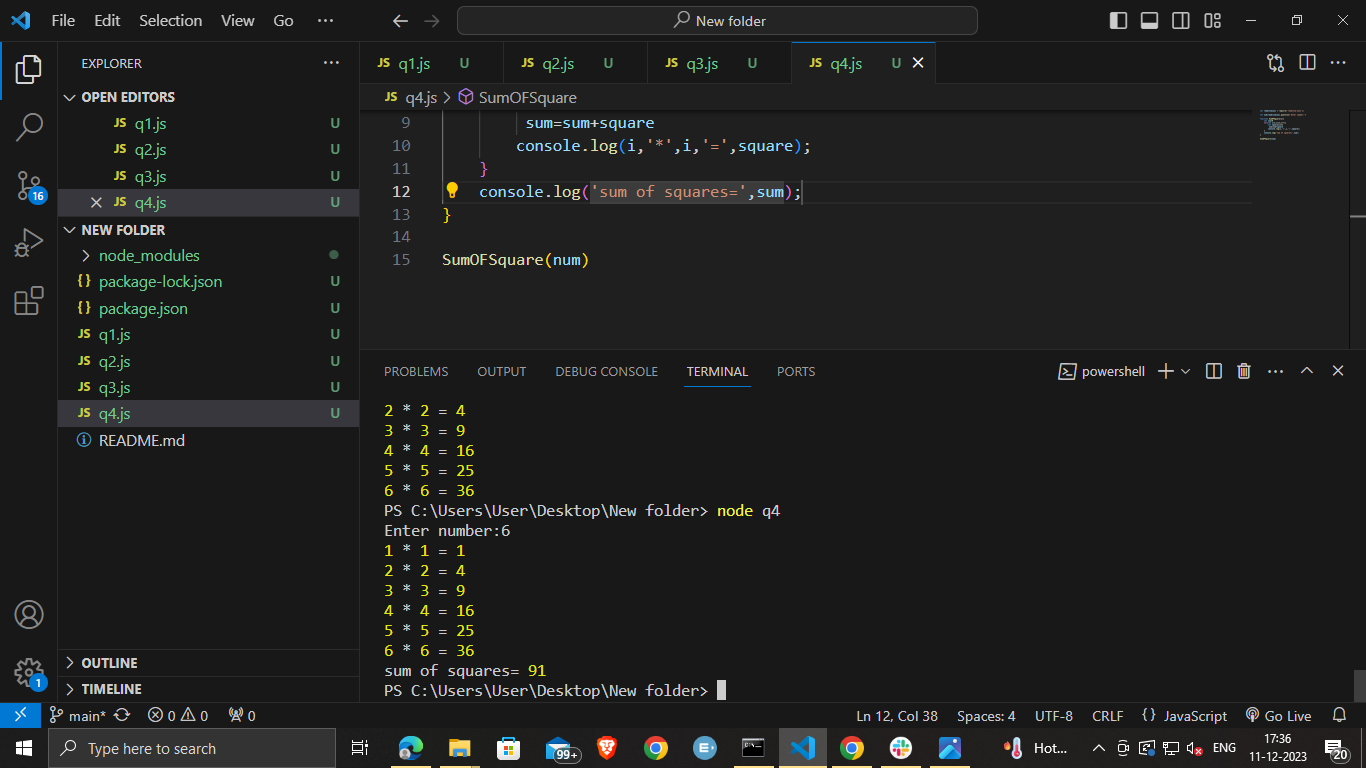 File Edit Selection View Go ··· New folder
EXPLORER ···
OPEN EDITORS
JS q1.js U
JS q2.js U
JS q3.js U
JS q4.js U
NEW FOLDER
node_modules
{} package-lock.json U
{} package.json U
JS q1.js U
JS q2.js U
JS q3.js U
JS q4.js U
README.md U
OUTLINE
TIMELINE
16
1
JS q1.js U JS q2.js U JS q3.js U JS q4.js U
JS q4.js > SumOFSquare
9 sum=sum+square
10 console.log(i,'*',i,'=',square);
11 }
12 console.log('sum of squares=',sum);
13 }
14
15 SumOFSquare(num)
PROBLEMS OUTPUT DEBUG CONSOLE TERMINAL PORTS powershell
2 * 2 = 4
3 * 3 = 9
4 * 4 = 16
5 * 5 = 25
6 * 6 = 36
PS C:\Users\User\Desktop\New folder> node q4
Enter number:6
1 * 1 = 1
2 * 2 = 4
3 * 3 = 9
4 * 4 = 16
5 * 5 = 25
6 * 6 = 36
sum of squares= 91
PS C:\Users\User\Desktop\New folder>
main* 0 0 0 Ln 12, Col 38 Spaces: 4 UTF-8 CRLF {} JavaScript Go Live
Type here to search 99+ Hot... ENG 17:36
11-12-2023 20